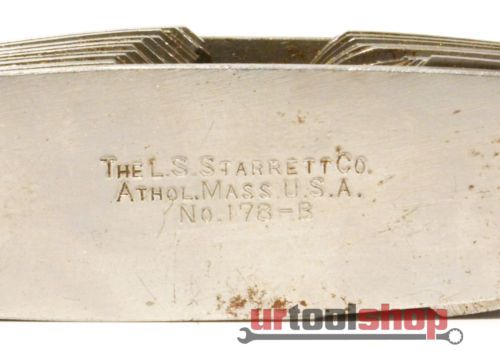 THE L.S. STARRETT CO.
ATHOL. MASS. U.S.A.
NO. 178-B
urtoolshop